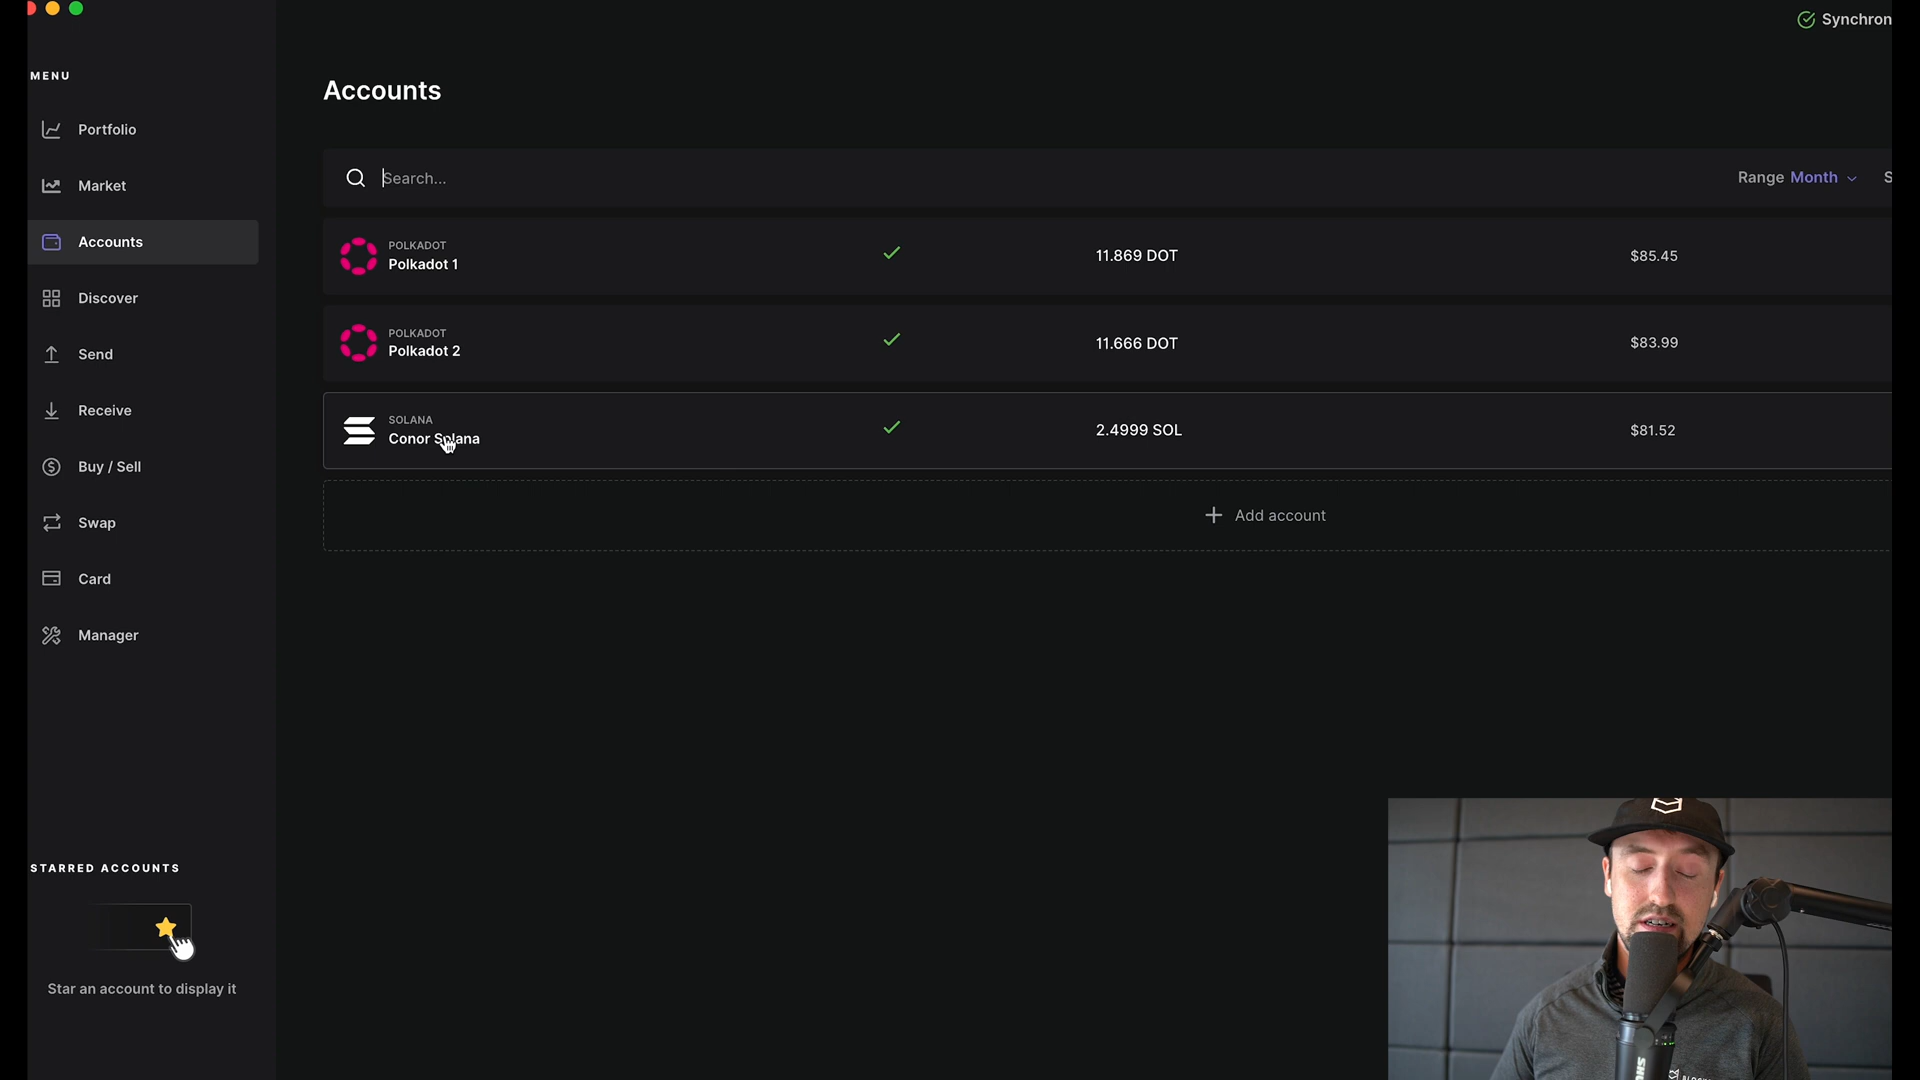 Synchron
MENU
Portfolio
Market
Accounts
Discover
Send
Receive
Buy / Sell
Swap
Card
Manager
STARRED ACCOUNTS
Star an account to display it
Accounts
Search...
Range Month
S
POLKADOT
Polkadot 1
11.869 DOT
$85.45
POLKADOT
Polkadot 2
11.666 DOT
$83.99
SOLANA
Conor Solana
2.4999 SOL
$81.52
Add account